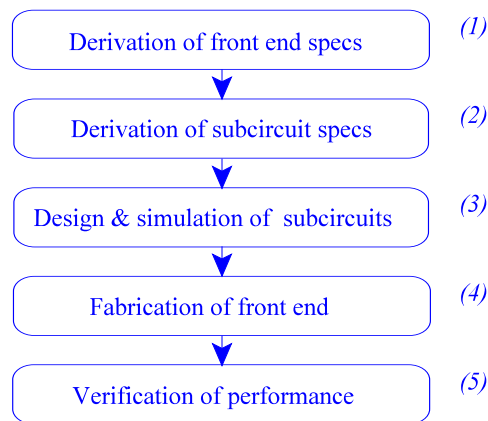 Derivation of front end specs (1)
Derivation of subcircuit specs (2)
Design & simulation of subcircuits (3)
Fabrication of front end (4)
Verification of performance (5)